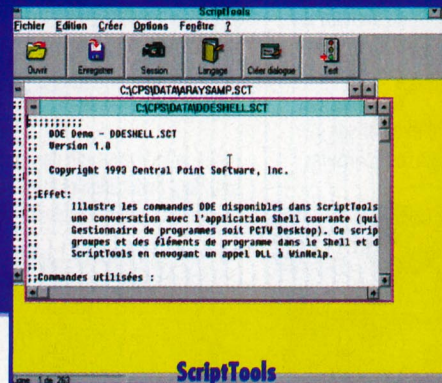 ScriptTools
Fichier Edition Créer Options Fenêtre ?
Ouvrir Enregistrer Session Langage Créer dialogue Test
C:\CPS\DATA\ARAYSAMP.SCT
C:\CPS\DATA\DDESHELL.SCT
;;;;;;;;;;
;; DDE Demo - DDESHELL.SCT
;; Version 1.0
;;
;; Copyright 1993 Central Point Software, Inc.
;;
;;Effet:
;; Illustre les commandes DDE disponibles dans ScriptTools
;; une conversation avec l'application Shell courante (qui
;; Gestionnaire de programmes soit PCTW Desktop). Ce scrip
;; groupes et des éléments de programme dans le Shell et d
;; ScriptTools en envoyant un appel DLL à WinHelp.
;;
;;Commandes utilisées :
Ligne 1 de 263
ScriptTools